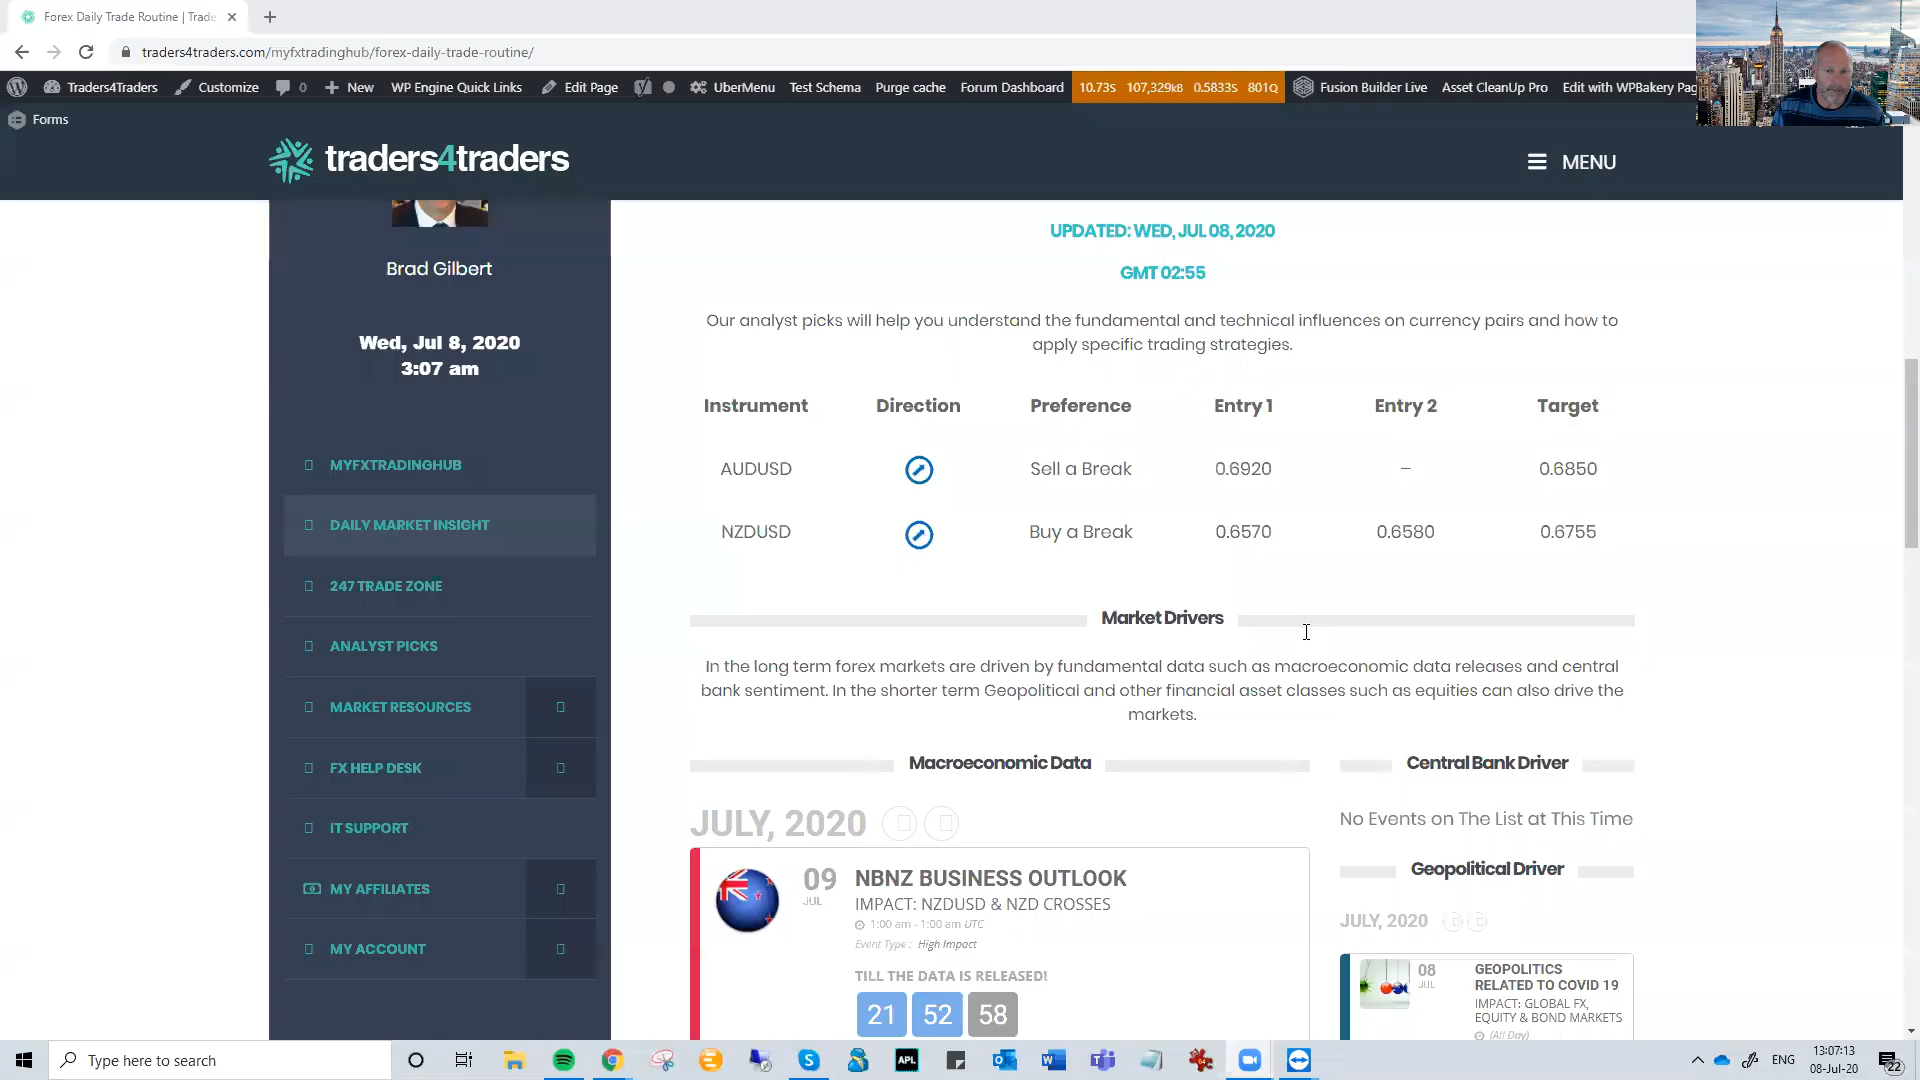 Forex Daily Trade Routine | Trade
traders4traders.com/myfxtradinghub/forex-daily-trade-routine/
Traders4Traders Customize 0 New WP Engine Quick Links Edit Page UberMenu Test Schema Purge cache Forum Dashboard 10.73S 107,329KB 0.5833S 801Q Fusion Builder Live Asset CleanUp Pro Edit with WPBakery Pag
Forms
traders4traders
MENU
Brad Gilbert
Wed, Jul 8, 2020
3:07 am
MYFXTRADINGHUB
DAILY MARKET INSIGHT
247 TRADE ZONE
ANALYST PICKS
MARKET RESOURCES
FX HELP DESK
IT SUPPORT
MY AFFILIATES
MY ACCOUNT
UPDATED: WED, JUL 08, 2020
GMT 02:55
Our analyst picks will help you understand the fundamental and technical influences on currency pairs and how to
apply specific trading strategies.
Instrument Direction Preference Entry 1 Entry 2 Target
AUDUSD Sell a Break 0.6920 – 0.6850
NZDUSD Buy a Break 0.6570 0.6580 0.6755
Market Drivers
In the long term forex markets are driven by fundamental data such as macroeconomic data releases and central
bank sentiment. In the shorter term Geopolitical and other financial asset classes such as equities can also drive the
markets.
Macroeconomic Data
JULY, 2020
09
JUL
NBNZ BUSINESS OUTLOOK
IMPACT: NZDUSD & NZD CROSSES
1:00 am - 1:00 am UTC
Event Type : High Impact
TILL THE DATA IS RELEASED!
21 52 58
Central Bank Driver
No Events on The List at This Time
Geopolitical Driver
JULY, 2020
08
JUL
GEOPOLITICS
RELATED TO COVID 19
IMPACT: GLOBAL FX,
EQUITY & BOND MARKETS
(All Day)
Type here to search
APL
ENG
13:07:13
08-Jul-20
22